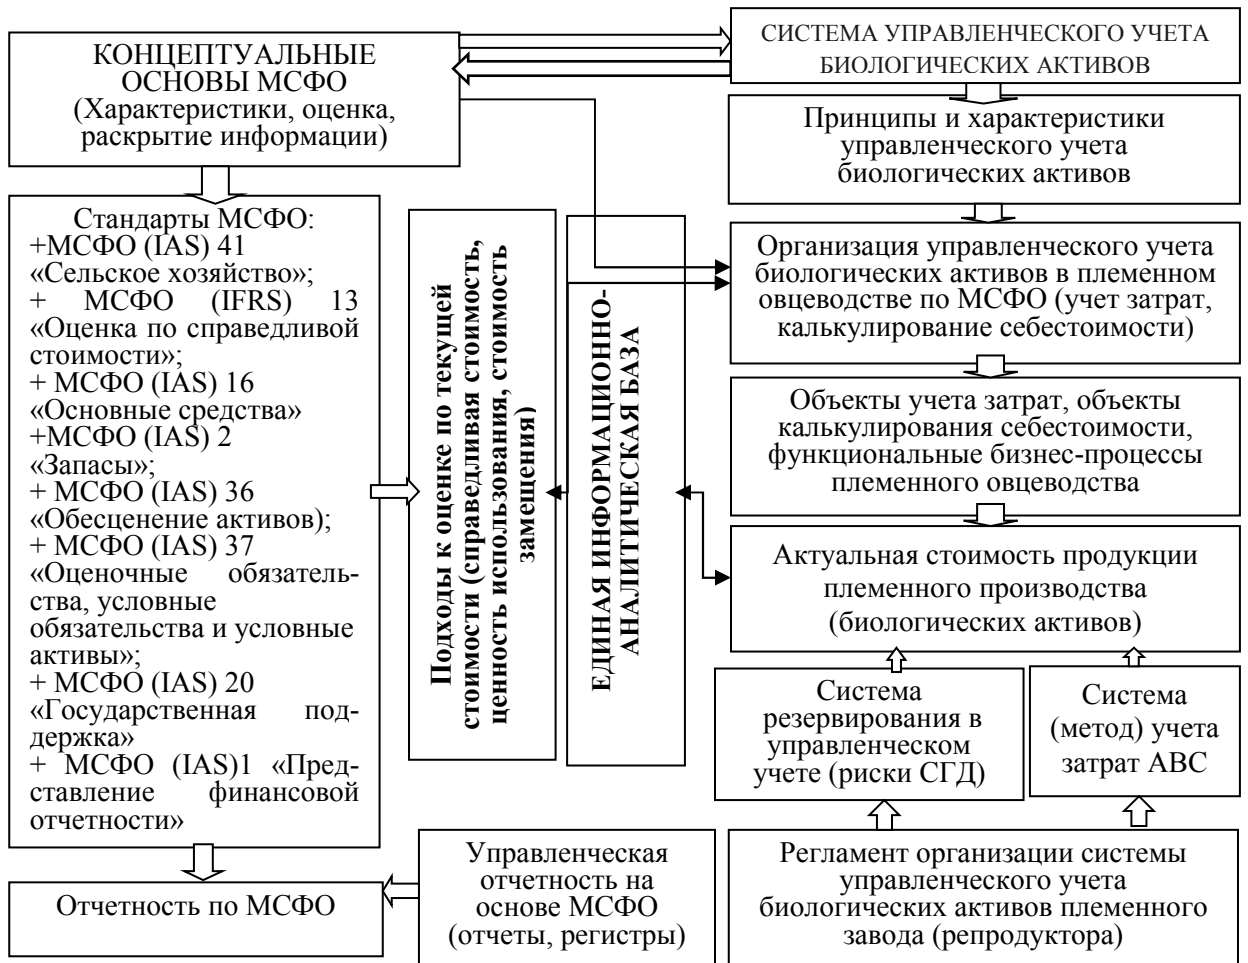 КОНЦЕПТУАЛЬНЫЕ
ОСНОВЫ МСФО
(Характеристики, оценка,
раскрытие информации)
СИСТЕМА УПРАВЛЕНЧЕСКОГО УЧЕТА
БИОЛОГИЧЕСКИХ АКТИВОВ
Принципы и характеристики
управленческого учета
биологических активов
Стандарты МСФО:
+МСФО (IAS) 41
«Сельское хозяйство»;
+ МСФО (IFRS) 13
«Оценка по справедливой
стоимости»;
+ МСФО (IAS) 16
«Основные средства»
+МСФО (IAS) 2
«Запасы»;
+ МСФО (IAS) 36
«Обесценение активов);
+ МСФО (IAS) 37
«Оценочные обязатель-
ства, условные
обязательства и условные
активы»;
+ МСФО (IAS) 20
«Государственная под-
держка»
+ МСФО (IAS)1 «Пред-
ставление финансовой
отчетности»
Подходы к оценке по текущей
стоимости (справедливая стоимость,
ценность использования, стоимость
замещения)
ЕДИНАЯ ИНФОРМАЦИОННО-
АНАЛИТИЧЕСКАЯ БАЗА
Организация управленческого учета
биологических активов в племенном
овцеводстве по МСФО (учет затрат,
калькулирование себестоимости)
Объекты учета затрат, объекты
калькулирования себестоимости,
функциональные бизнес-процессы
племенного овцеводства
Актуальная стоимость продукции
племенного производства
(биологических активов)
Система
резервирования в
управленческом
учете (риски СГД)
Система
(метод) учета
затрат АВС
Отчетность по МСФО
Управленческая
отчетность на
основе МСФО
(отчеты, регистры)
Регламент организации системы
управленческого учета
биологических активов племенного
завода (репродуктора)